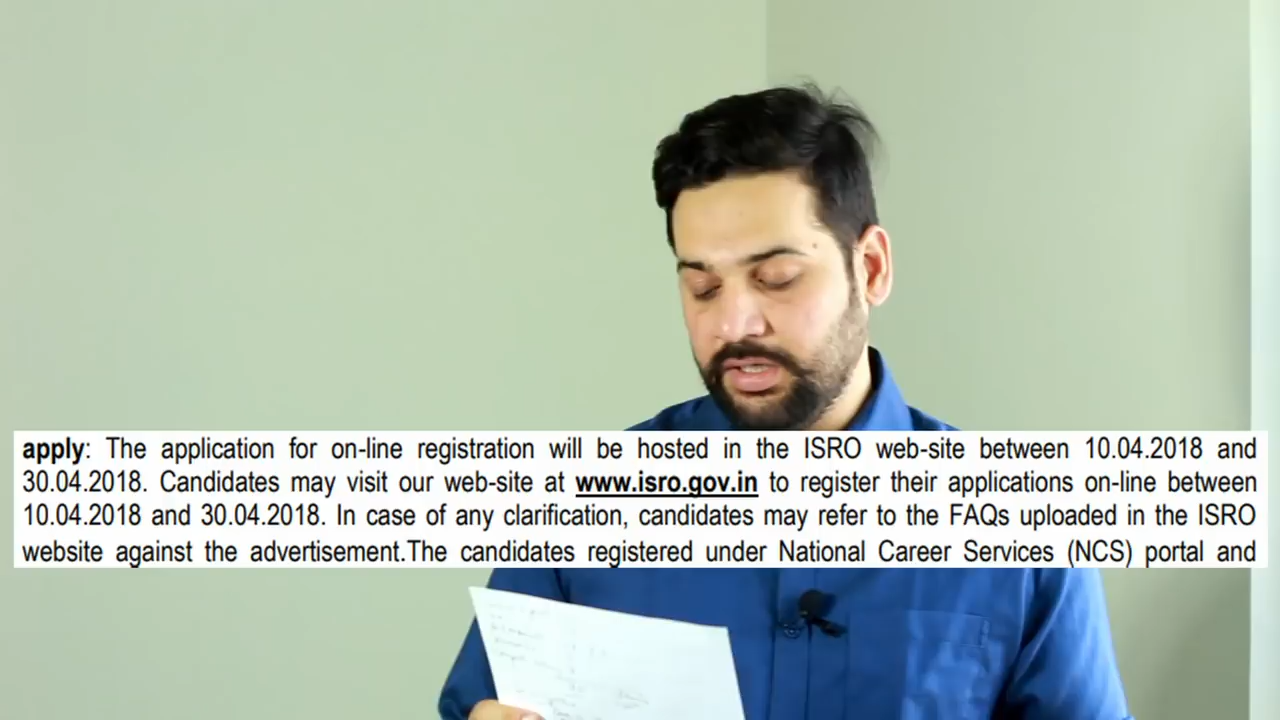 apply: The application for on-line registration will be hosted in the ISRO web-site between 10.04.2018 and
30.04.2018. Candidates may visit our web-site at www.isro.gov.in to register their applications on-line between
10.04.2018 and 30.04.2018. In case of any clarification, candidates may refer to the FAQs uploaded in the ISRO
website against the advertisement.The candidates registered under National Career Services (NCS) portal and